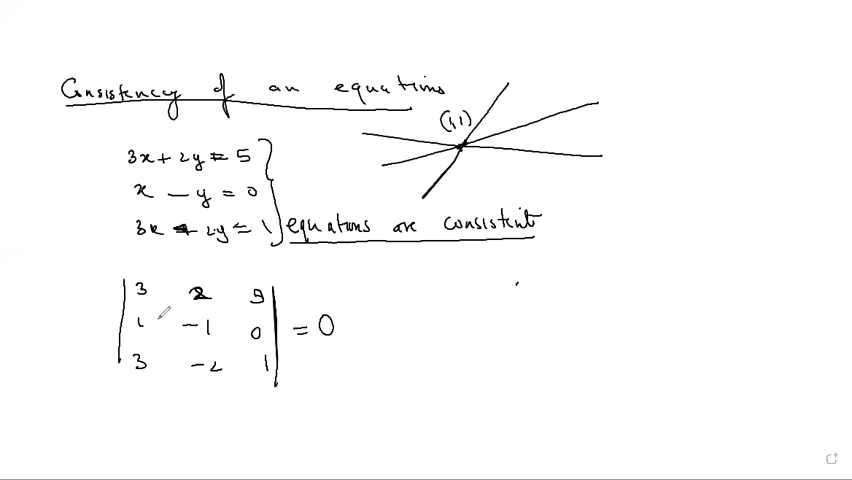 Consistency of an equations
(1,1)
3x + 2y = 5
x - y = 0
3x - 2y = 1
equations are consistent
3 2 5
1 -1 0 = 0
3 -2 1